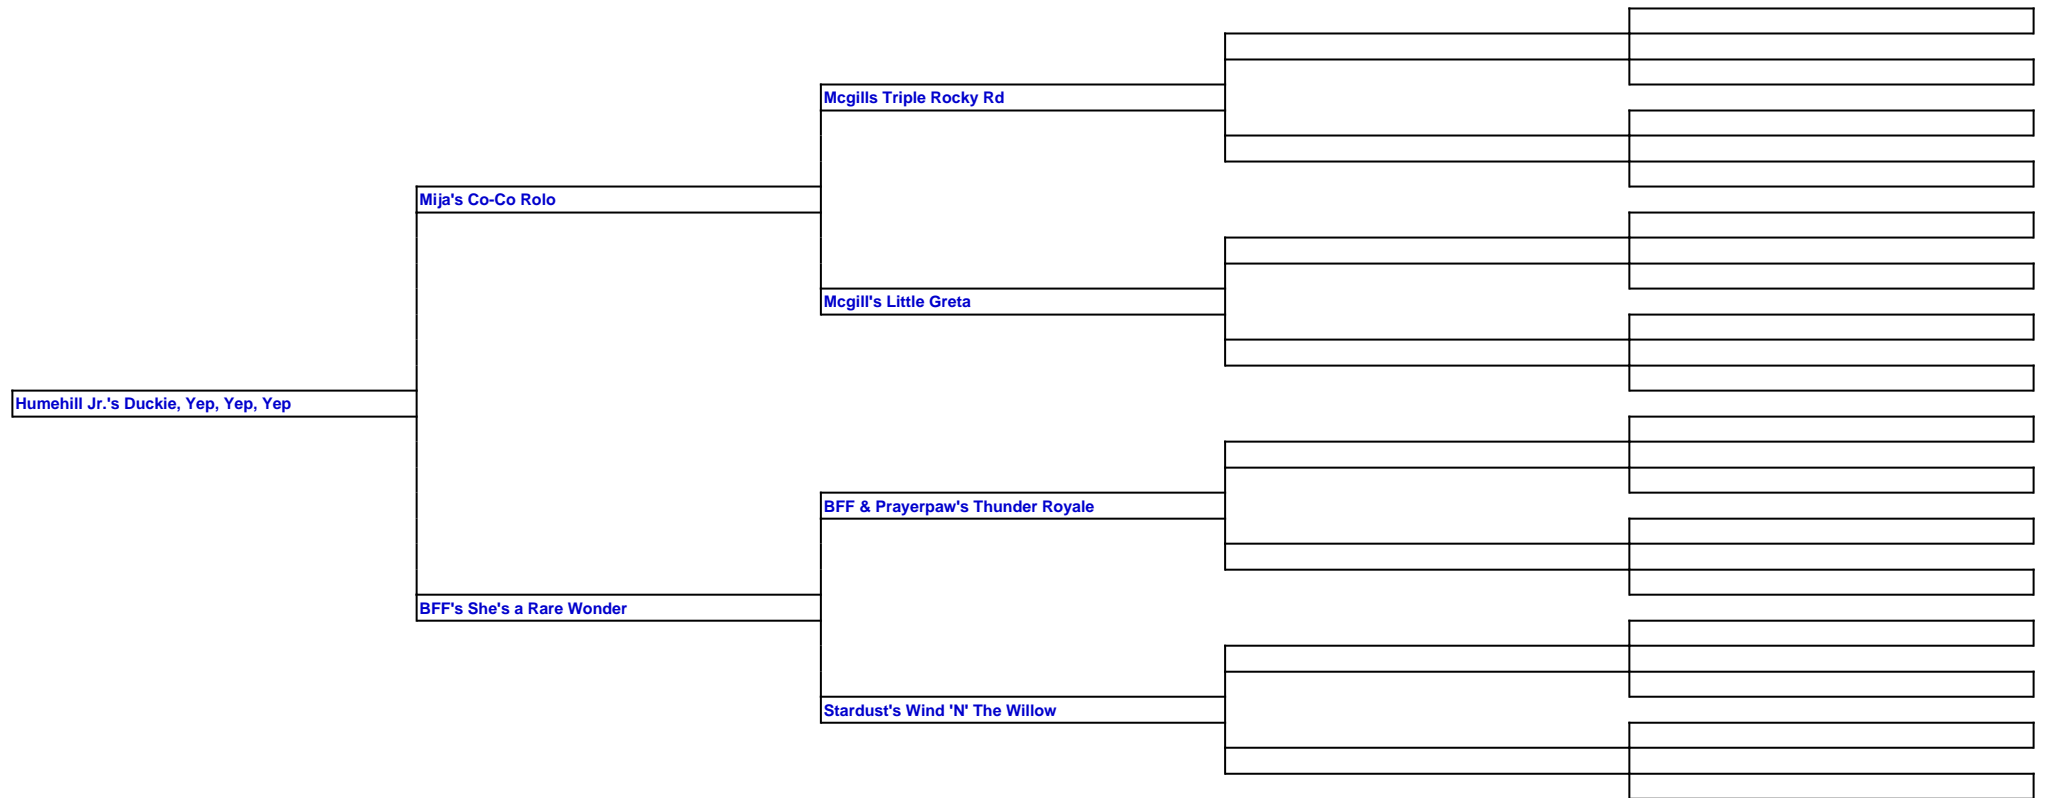 Mcgills Triple Rocky Rd
Mija's Co-Co Rolo
Mcgill's Little Greta
Humehill Jr.'s Duckie, Yep, Yep, Yep
BFF & Prayerpaw's Thunder Royale
BFF's She's a Rare Wonder
Stardust's Wind 'N' The Willow